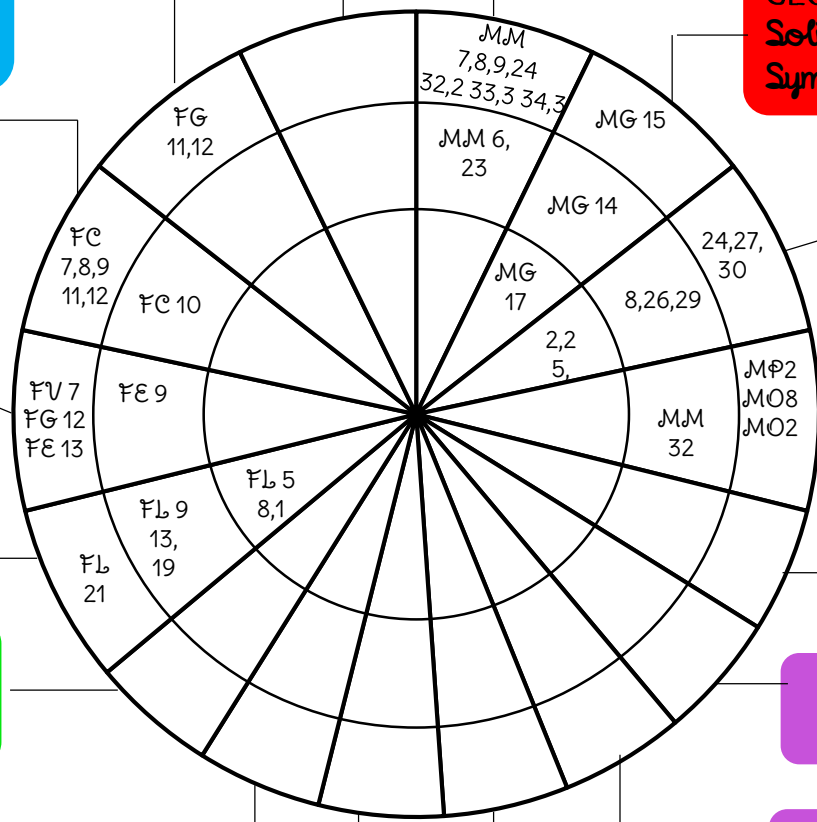 Sol
Sym
MM
7,8,9,24
32,2 33,3 34,3
MM 6,
23
MG 15
MG 14
MG
17
24,27,
30
8,26,29
2,2
5,
MP2
MO8
MO2
MM
32
FL 5
8,1
FL 9
13,
19
FL
21
FE 9
FV 7
FG 12
FE 13
FC 10
FC
7,8,9
11,12
FG
11,12